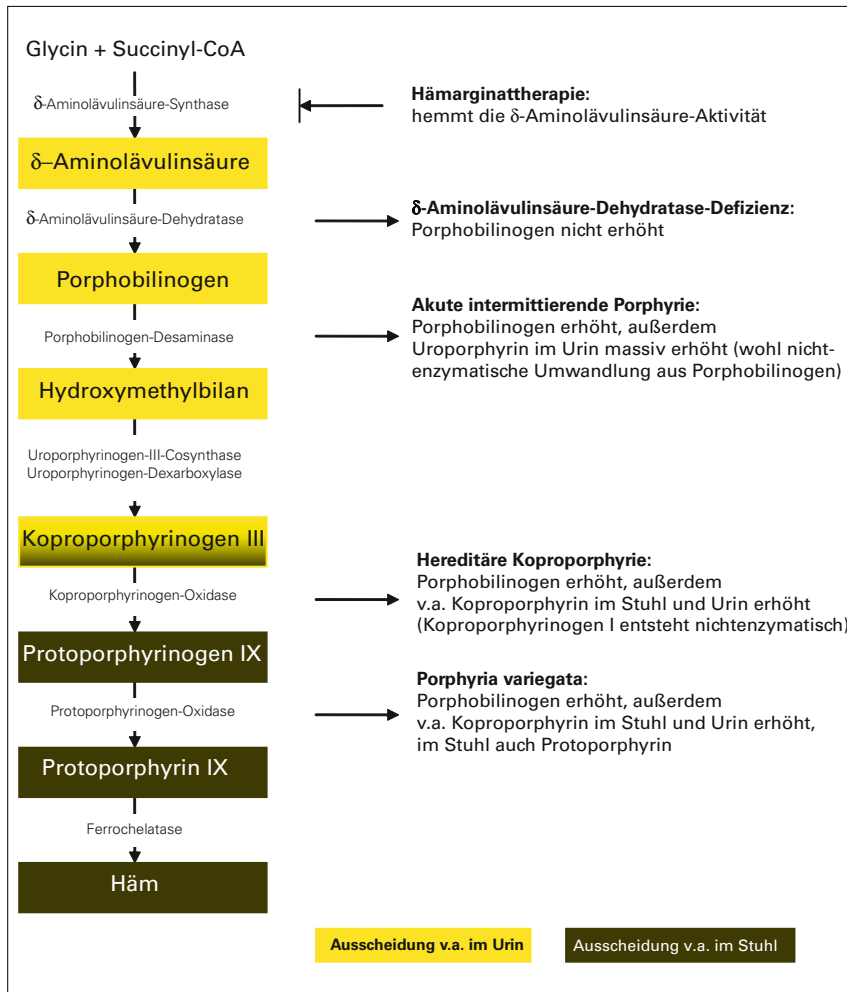 Glycin + Succinyl-CoA
δ-Aminolävulinsäure-Synthase
Hämarginattherapie:
hemmt die δ-Aminolävulinsäure-Aktivität
δ–Aminolävulinsäure
δ-Aminolävulinsäure-Dehydratase
δ-Aminolävulinsäure-Dehydratase-Defizienz:
Porphobilinogen nicht erhöht
Porphobilinogen
Porphobilinogen-Desaminase
Akute intermittierende Porphyrie:
Porphobilinogen erhöht, außerdem
Uroporphyrin im Urin massiv erhöht (wohl nicht-
enzymatische Umwandlung aus Porphobilinogen)
Hydroxymethylbilan
Uroporphyrinogen-III-Cosynthase
Uroporphyrinogen-Dexarboxylase
Koproporphyrinogen III
Koproporphyrinogen-Oxidase
Hereditäre Koproporphyrie:
Porphobilinogen erhöht, außerdem
v.a. Koproporphyrin im Stuhl und Urin erhöht
(Koproporphyrinogen I entsteht nichtenzymatisch)
Protoporphyrinogen IX
Protoporphyrinogen-Oxidase
Porphyria variegata:
Porphobilinogen erhöht, außerdem
v.a. Koproporphyrin im Stuhl und Urin erhöht,
im Stuhl auch Protoporphyrin
Protoporphyrin IX
Ferrochelatase
Häm
Ausscheidung v.a. im Urin
Ausscheidung v.a. im Stuhl